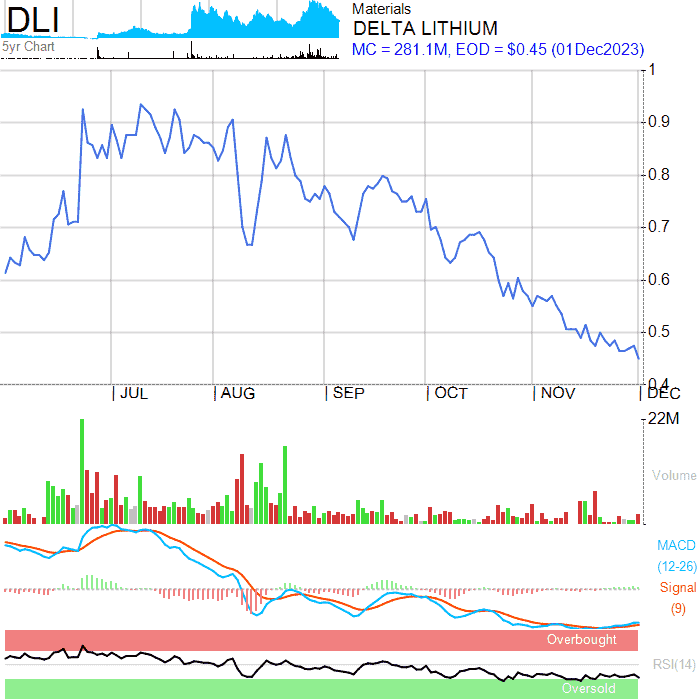 DLI
5yr Chart
Materials
DELTA LITHIUM
MC = 281.1M, EOD = $0.45 (01Dec2023)
1
0.9
0.8
0.7
0.6
0.5
0.4
JUL
AUG
SEP
OCT
NOV
DEC
22M
Volume
MACD
(12-26)
Signal
(9)
Overbought
RSI(14)
Oversold